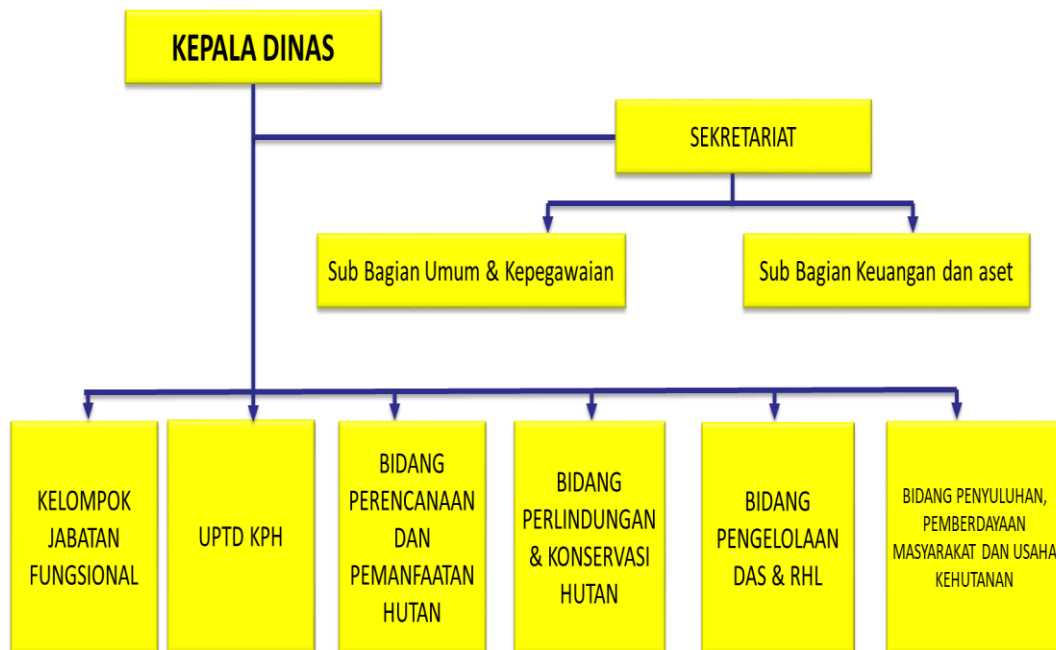 KEPALA DINAS
SEKRETARIAT
Sub Bagian Umum & Kepegawaian
Sub Bagian Keuangan dan aset
KELOMPOK
JABATAN
FUNGSIONAL
UPTD KPH
BIDANG
PERENCANAAN
DAN
PEMANFAATAN
HUTAN
BIDANG
PERLINDUNGAN
& KONSERVASI
HUTAN
BIDANG
PENGELOLAAN
DAS & RHL
BIDANG PENYULUHAN,
PEMBERDAYAAN
MASYARAKAT DAN USAHA
KEHUTANAN